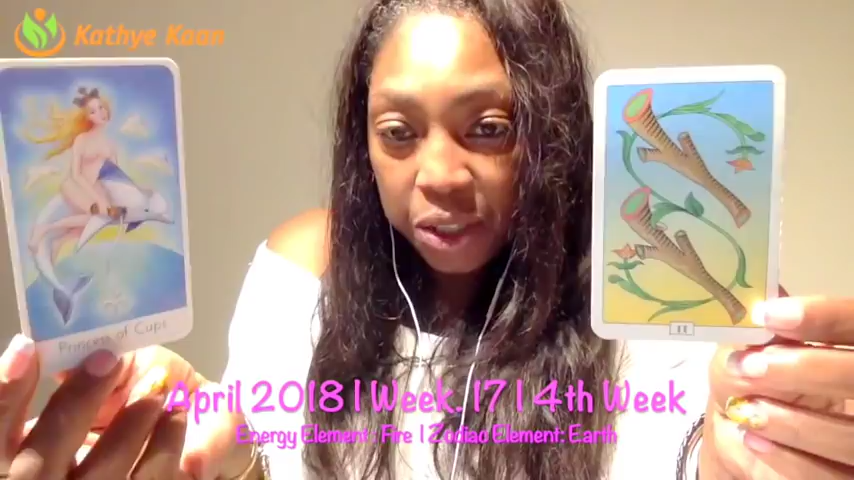 Kathye Kaan
Princess of Cups
II
April 2018 | Week. 17 | 4th Week
Energy Element : Fire | Zodiac Element: Earth